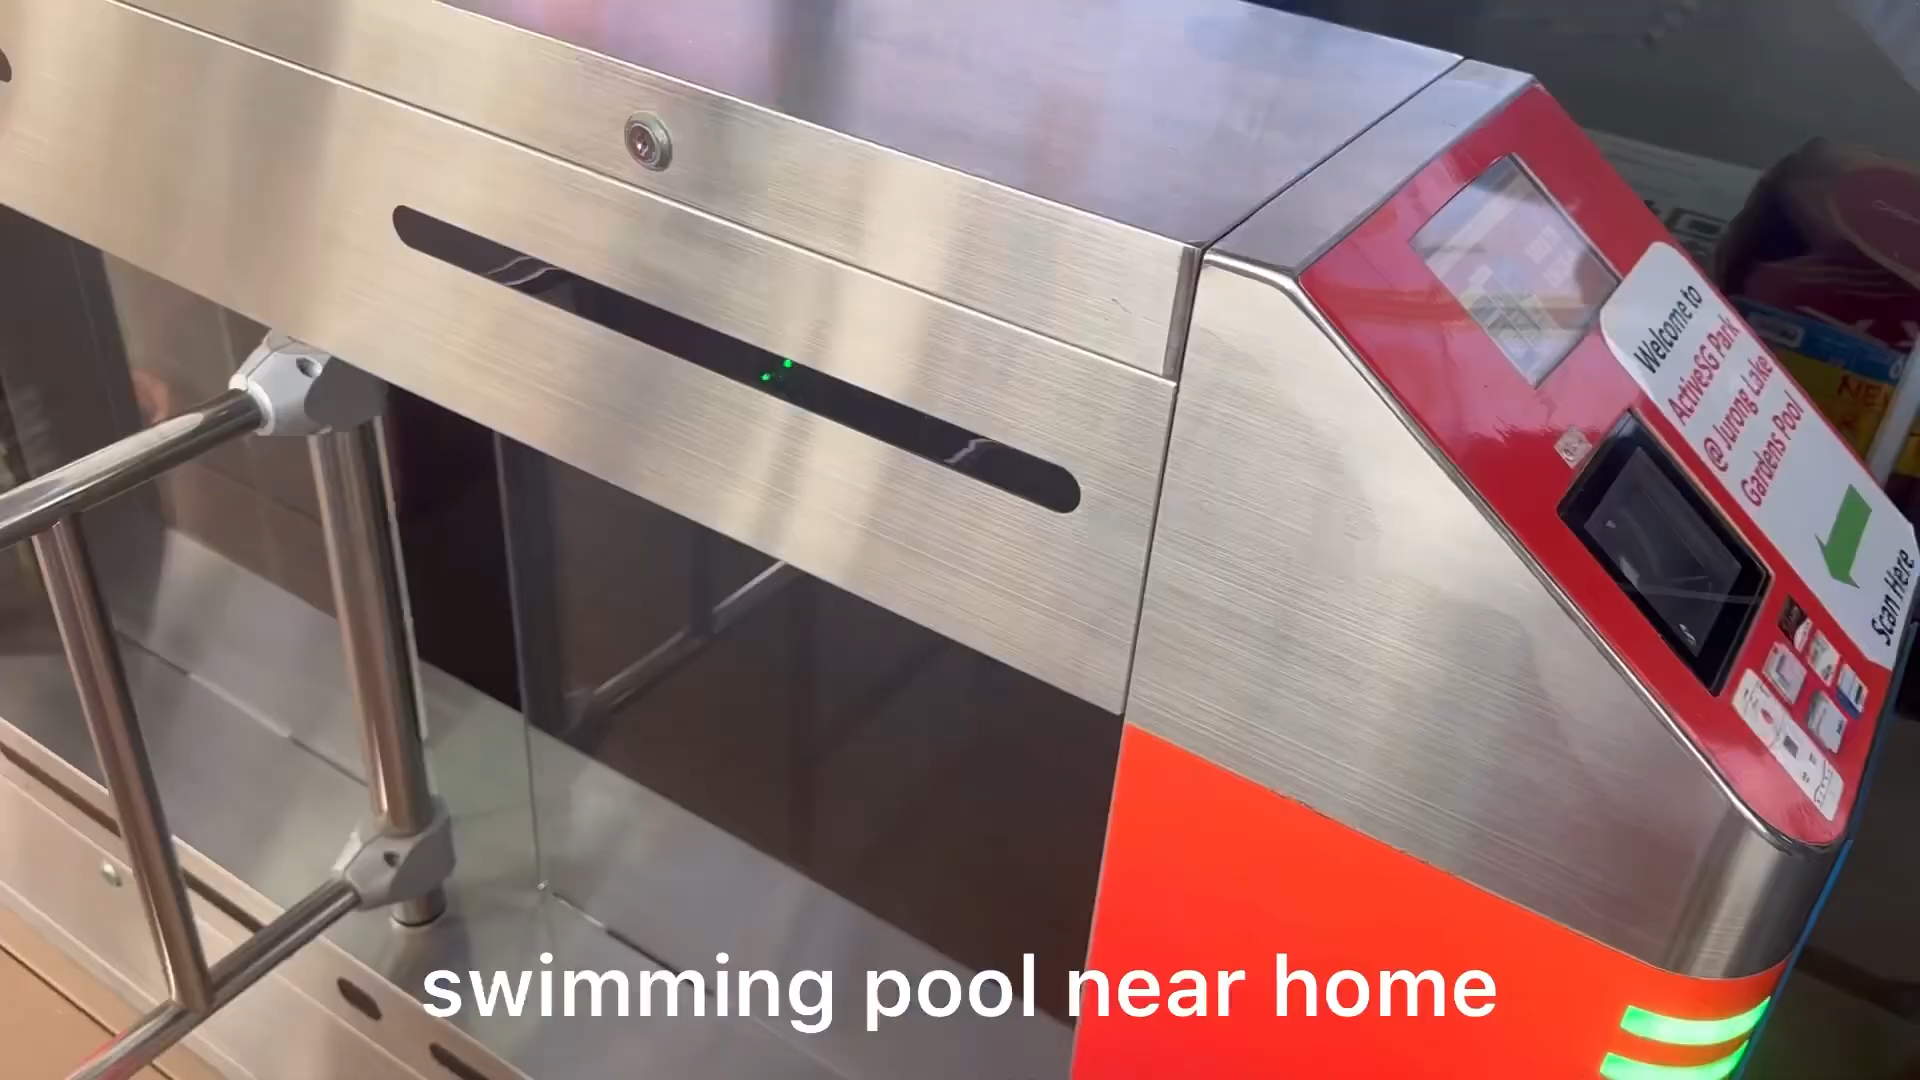 Welcome to
ActiveSG Park
@ Jurong Lake
Gardens Pool
Scan Here
swimming pool near home